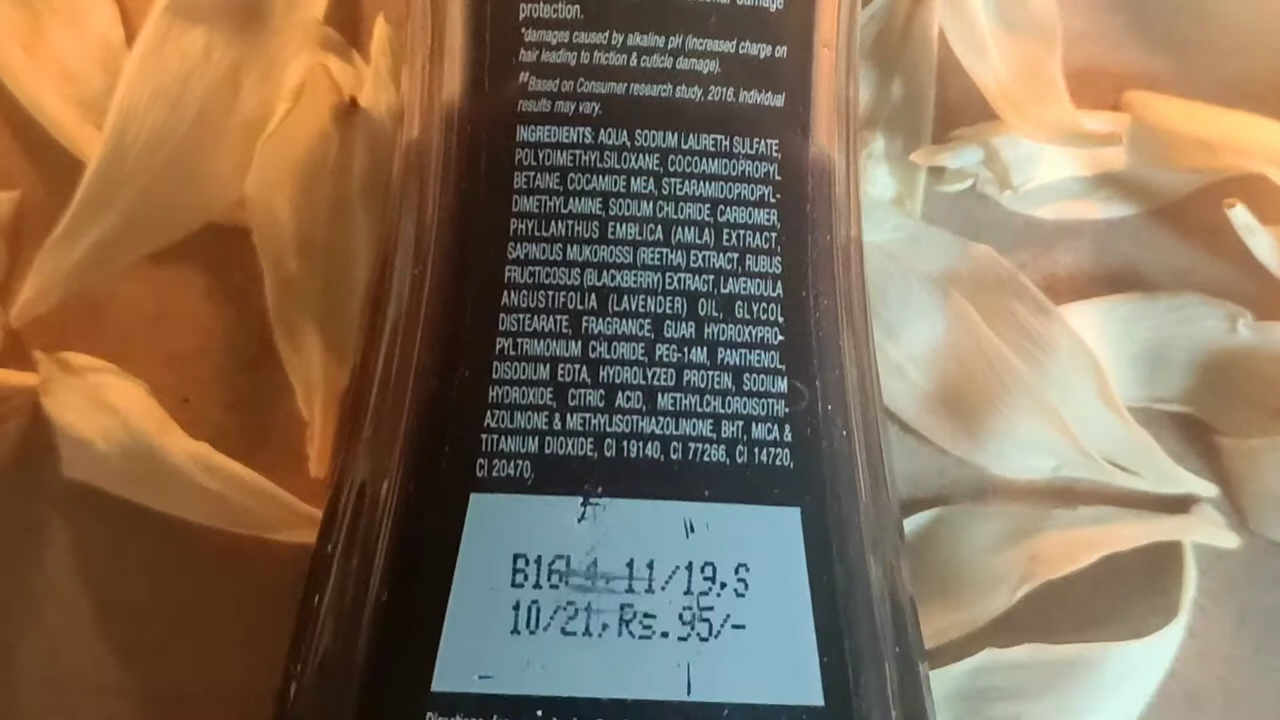 damage
protection.
*damages caused by alkaline pH (increased charge on
hair leading to friction & cuticle damage).
##Based on Consumer research study, 2016. Individual
results may vary.
INGREDIENTS: AQUA, SODIUM LAURETH SULFATE,
POLYDIMETHYLSILOXANE, COCOAMIDOPROPYL
BETAINE, COCAMIDE MEA, STEARAMIDOPROPYL-
DIMETHYLAMINE, SODIUM CHLORIDE, CARBOMER,
PHYLLANTHUS EMBLICA (AMLA) EXTRACT,
SAPINDUS MUKOROSSI (REETHA) EXTRACT, RUBUS
FRUCTICOSUS (BLACKBERRY) EXTRACT, LAVENDULA
ANGUSTIFOLIA (LAVENDER) OIL, GLYCOL
DISTEARATE, FRAGRANCE, GUAR HYDROXYPRO-
PYLTRIMONIUM CHLORIDE, PEG-14M, PANTHENOL,
DISODIUM EDTA, HYDROLYZED PROTEIN, SODIUM
HYDROXIDE, CITRIC ACID, METHYLCHLOROISOTHI-
AZOLINONE & METHYLISOTHIAZOLINONE, BHT, MICA &
TITANIUM DIOXIDE, CI 19140, CI 77266, CI 14720,
CI 20470,
11/19,S
10/21, Rs.95/-